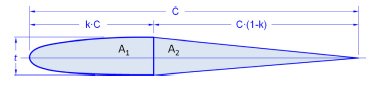 C
k·C C·(1-k)
t A₁ A₂